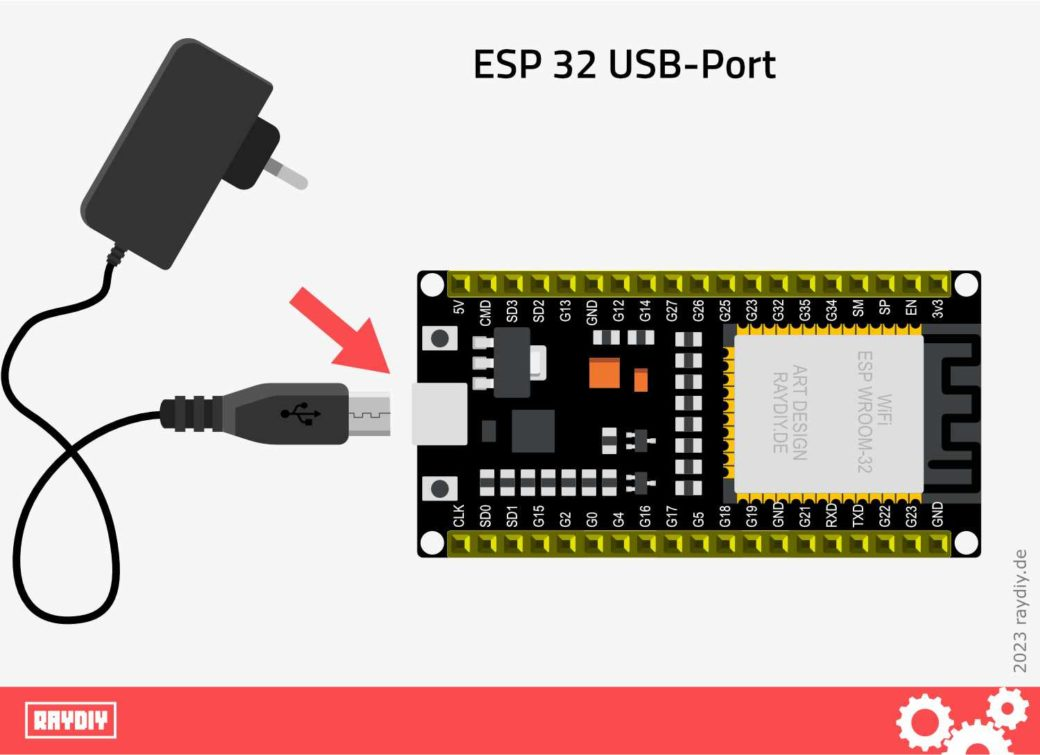 ESP 32 USB-Port
5V
CMD
SD3
SD2
G13
GND
G12
G14
G27
G26
G25
G23
G32
G35
G34
SM
SP
EN
3v3
WiFi
ESP WROOM-32
ART DESIGN
RAYDIY.DE
CLK
SD0
SD1
G15
G2
G0
G4
G16
G17
G5
G18
G19
GND
G21
RXD
TXD
G22
G23
GND
2023 raydiy.de
RAYDIY